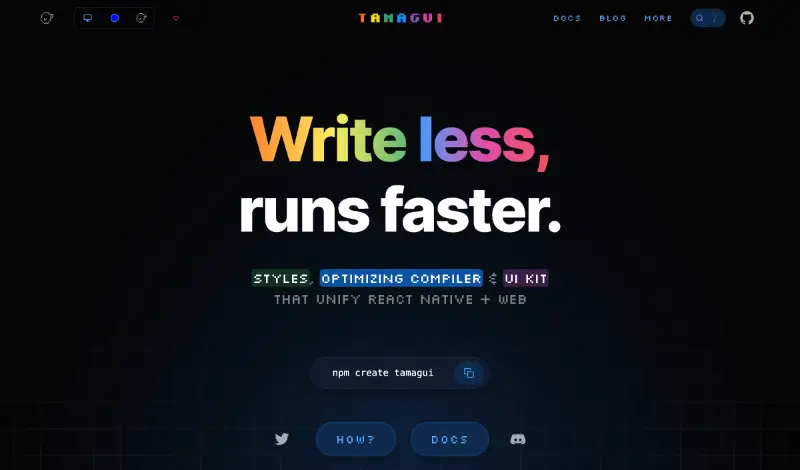 TAMAGUI
DOCS BLOG MORE /
Write less,
runs faster.
STYLES, OPTIMIZING COMPILER & UI KIT
THAT UNIFY REACT NATIVE + WEB
npm create tamagui
HOW? DOCS